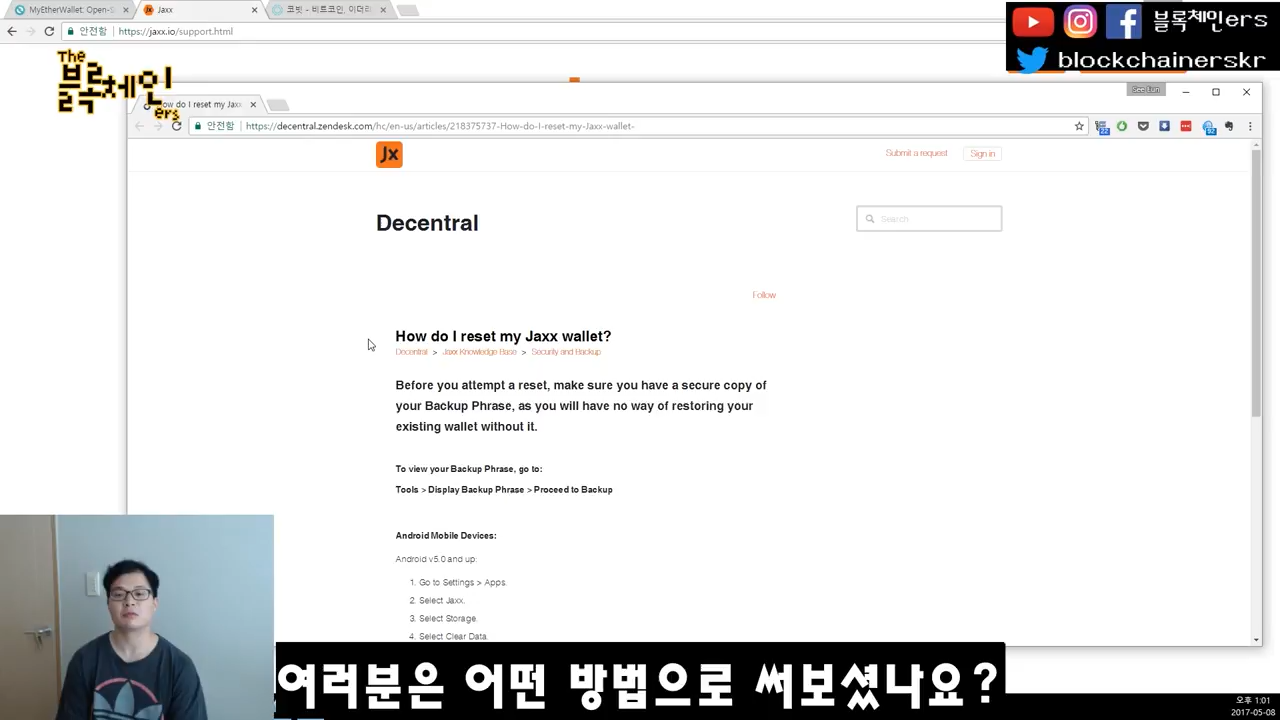 MyEtherWallet: Open-S
Jaxx
코빗 - 비트코인, 이더리
안전함
https://jaxx.io/support.html
블록체인ers
blockchainerskr
The
블록체인
ers
How do I reset my Jaxx
See Eun
안전함
https://decentral.zendesk.com/hc/en-us/articles/218375737-How-do-I-reset-my-Jaxx-wallet-
Jx
Submit a request
Sign in
Decentral
Search
Follow
How do I reset my Jaxx wallet?
Decentral > Jaxx Knowledge Base > Security and Backup
Before you attempt a reset, make sure you have a secure copy of
your Backup Phrase, as you will have no way of restoring your
existing wallet without it.
To view your Backup Phrase, go to:
Tools > Display Backup Phrase > Proceed to Backup
Android Mobile Devices:
Android v5.0 and up:
1. Go to Settings > Apps.
2. Select Jaxx.
3. Select Storage.
4. Select Clear Data.
여러분은 어떤 방법으로 써보셨나요?
오후 1:01
2017-05-08